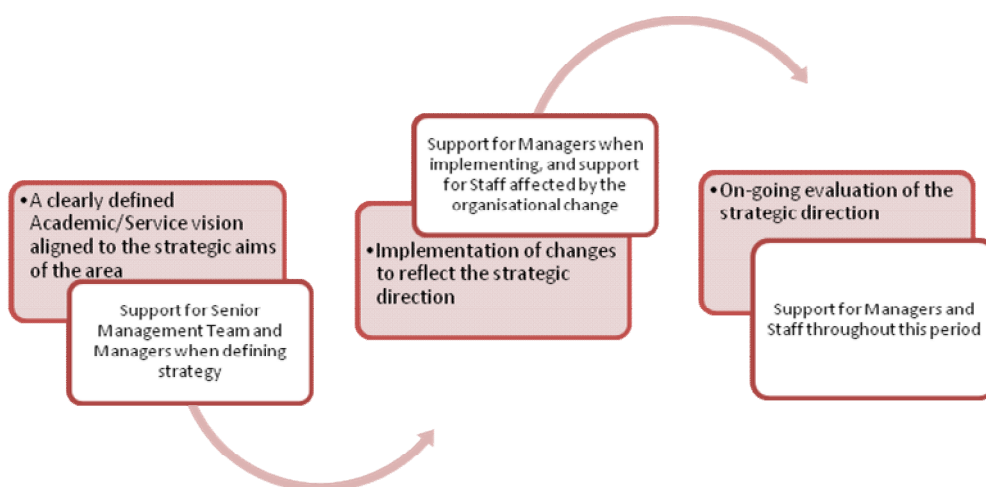 •A clearly defined
Academic/Service vision
aligned to the strategic aims
of the area
Support for Senior
Management Team and
Managers when defining
strategy
Support for Managers when
implementing, and support
for Staff affected by the
organisational change
•Implementation of changes
to reflect the strategic
direction
•On-going evaluation of the
strategic direction
Support for Managers and
Staff throughout this period